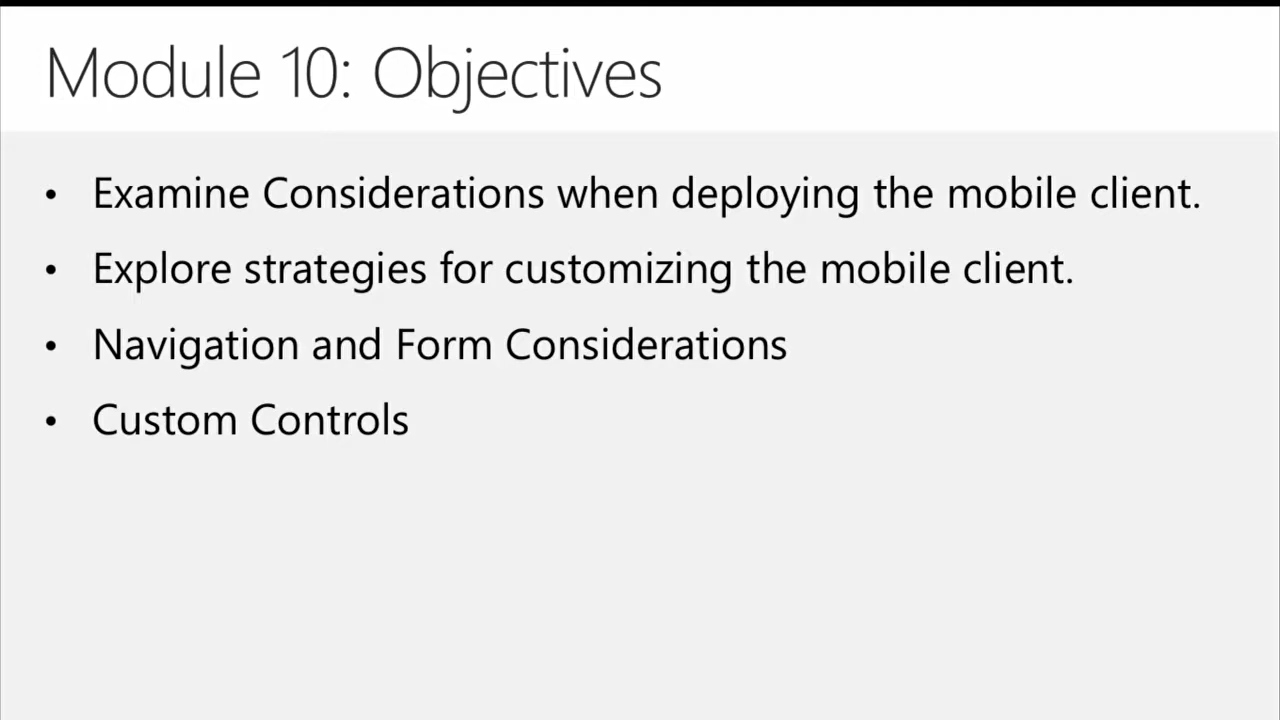 Module 10: Objectives
• Examine Considerations when deploying the mobile client.
• Explore strategies for customizing the mobile client.
• Navigation and Form Considerations
• Custom Controls